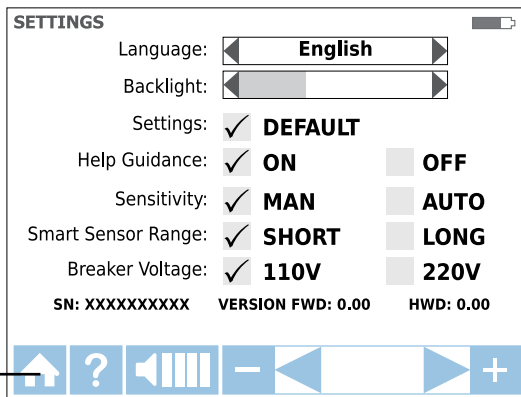 SETTINGS
Language: English
Backlight:
Settings: ✓ DEFAULT
Help Guidance: ✓ ON OFF
Sensitivity: ✓ MAN AUTO
Smart Sensor Range: ✓ SHORT LONG
Breaker Voltage: ✓ 110V 220V
SN: XXXXXXXXXX VERSION FWD: 0.00 HWD: 0.00
? − +